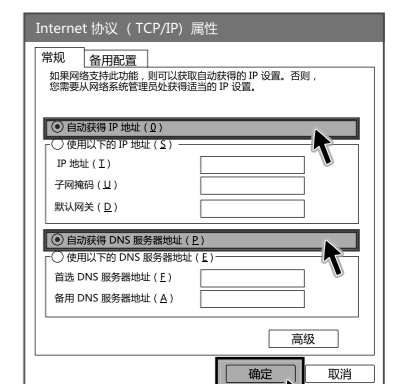 Internet 协议 ( TCP/IP) 属性
常规 备用配置
如果网络支持此功能，则可以获取自动获得的 IP 设置。否则，
您需要从网络系统管理员处获得适当的 IP 设置。
自动获得 IP 地址 ( O )
使用以下的 IP 地址 ( S )
IP 地址 ( I )
子网掩码 ( U )
默认网关 ( D )
自动获得 DNS 服务器地址 ( P )
使用以下的 DNS 服务器地址 ( E )
首选 DNS 服务器地址 ( F )
备用 DNS 服务器地址 ( A )
高级
确定 取消